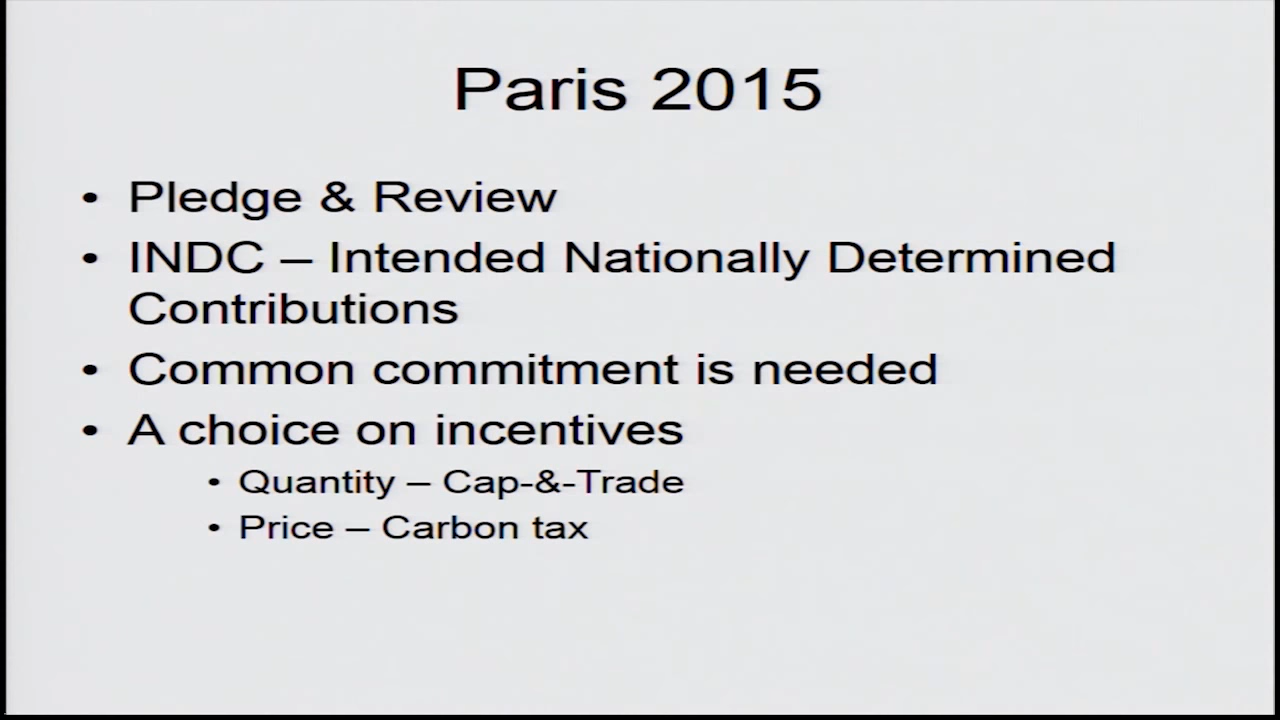 Paris 2015
• Pledge & Review
• INDC – Intended Nationally Determined
Contributions
• Common commitment is needed
• A choice on incentives
• Quantity – Cap-&-Trade
• Price – Carbon tax